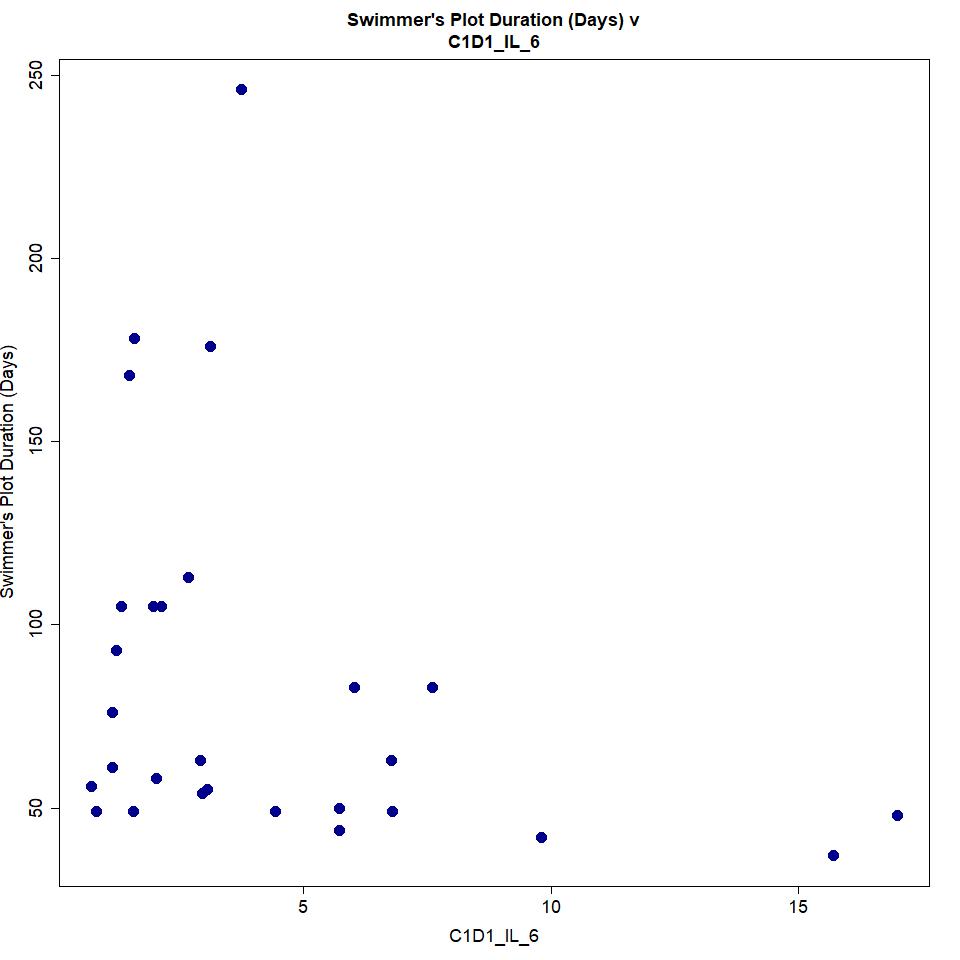 Swimmer's Plot Duration (Days) v
C1D1_IL_6
Swimmer's Plot Duration (Days)
250
200
150
100
50
5 10 15
C1D1_IL_6